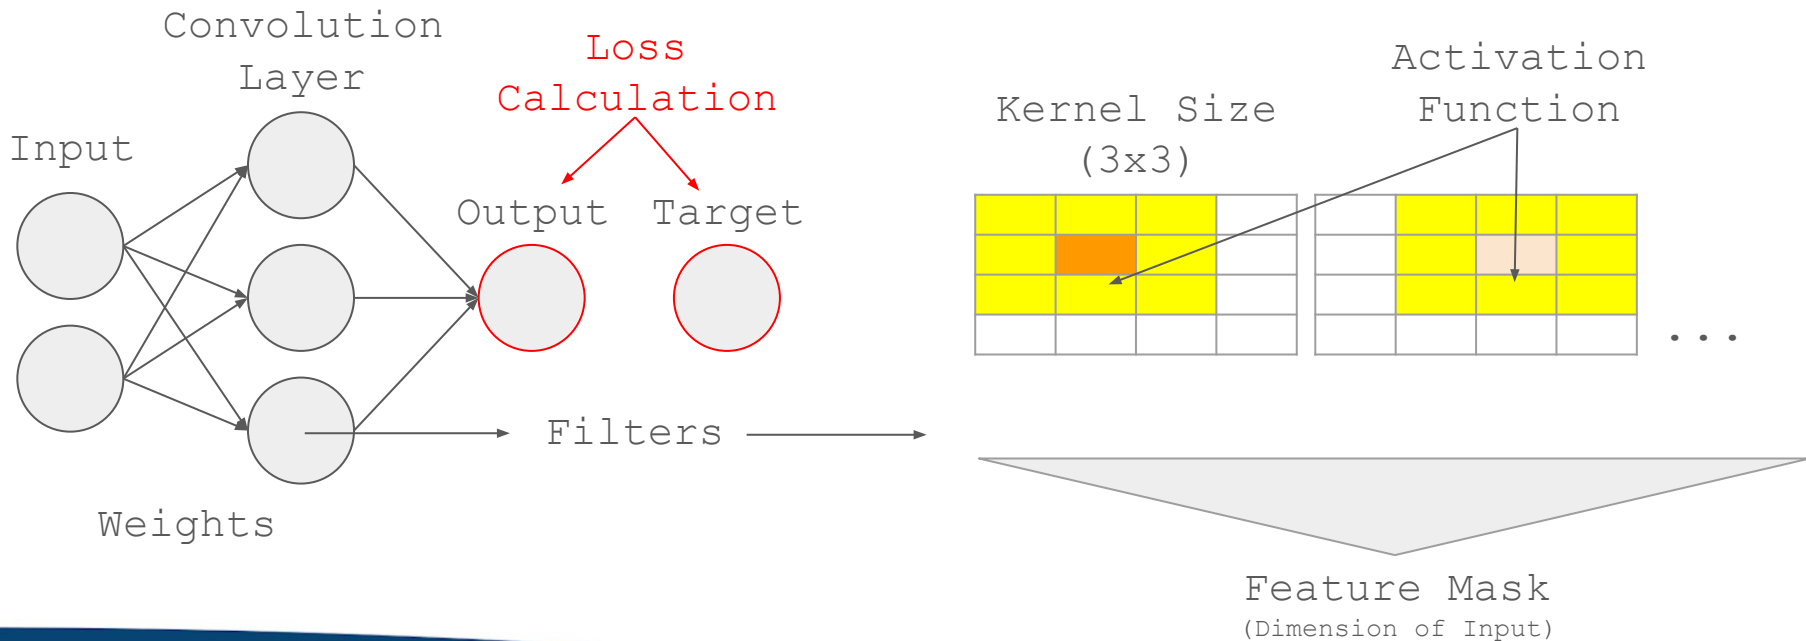 Convolution
Layer
Input
Weights
Loss
Calculation
Output
Target
Filters
Kernel Size
(3x3)
Activation
Function
...
Feature Mask
(Dimension of Input)